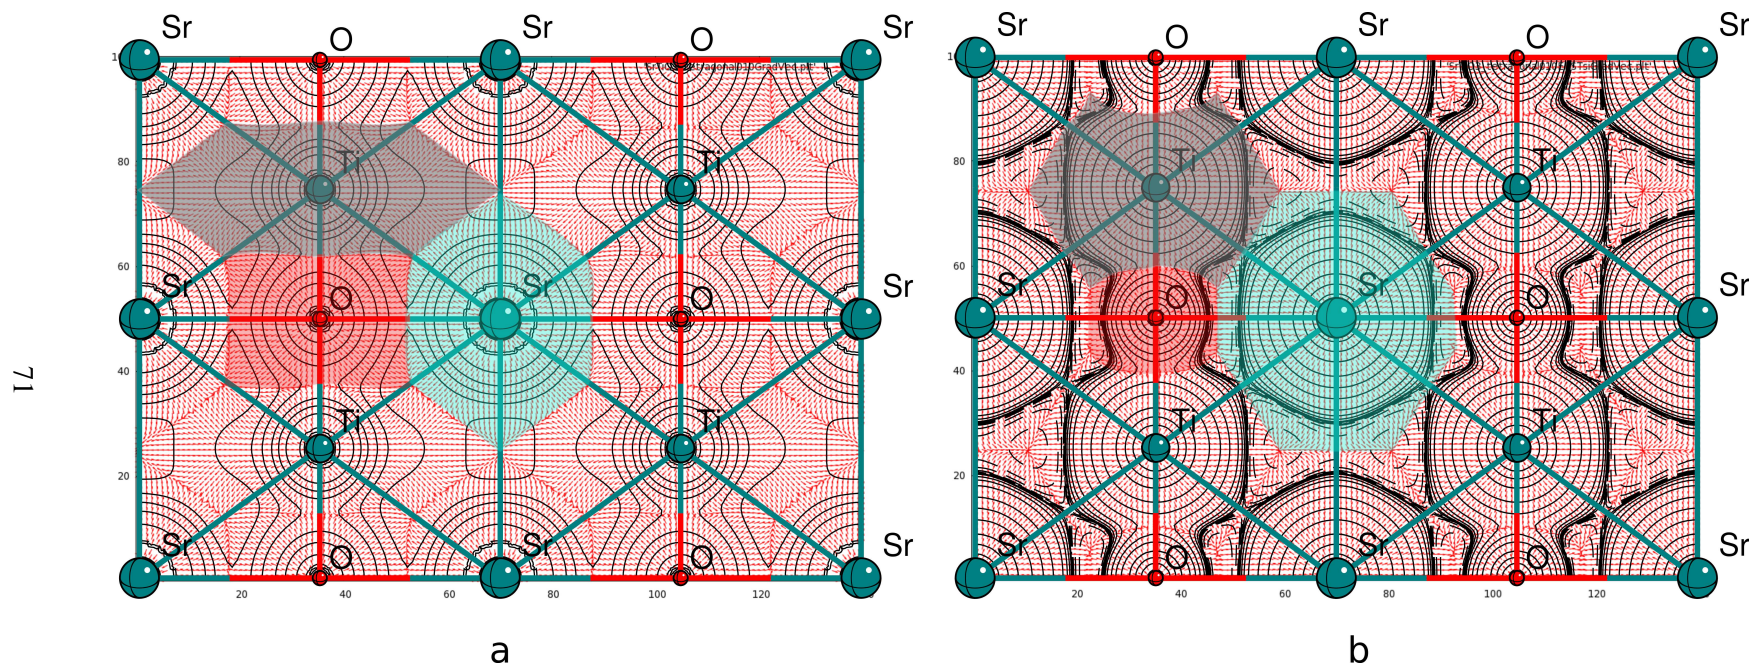 Sr O Sr O Sr Sr O Sr O Sr
Ti Ti Ti Ti
80 80
60 60
Sr O Sr O Sr Sr O Sr O Sr
40 40
71
Ti Ti Ti Ti
20 20
Sr O Sr O Sr Sr O Sr O Sr
20 40 60 80 100 120 20 40 60 80 100 120
a b